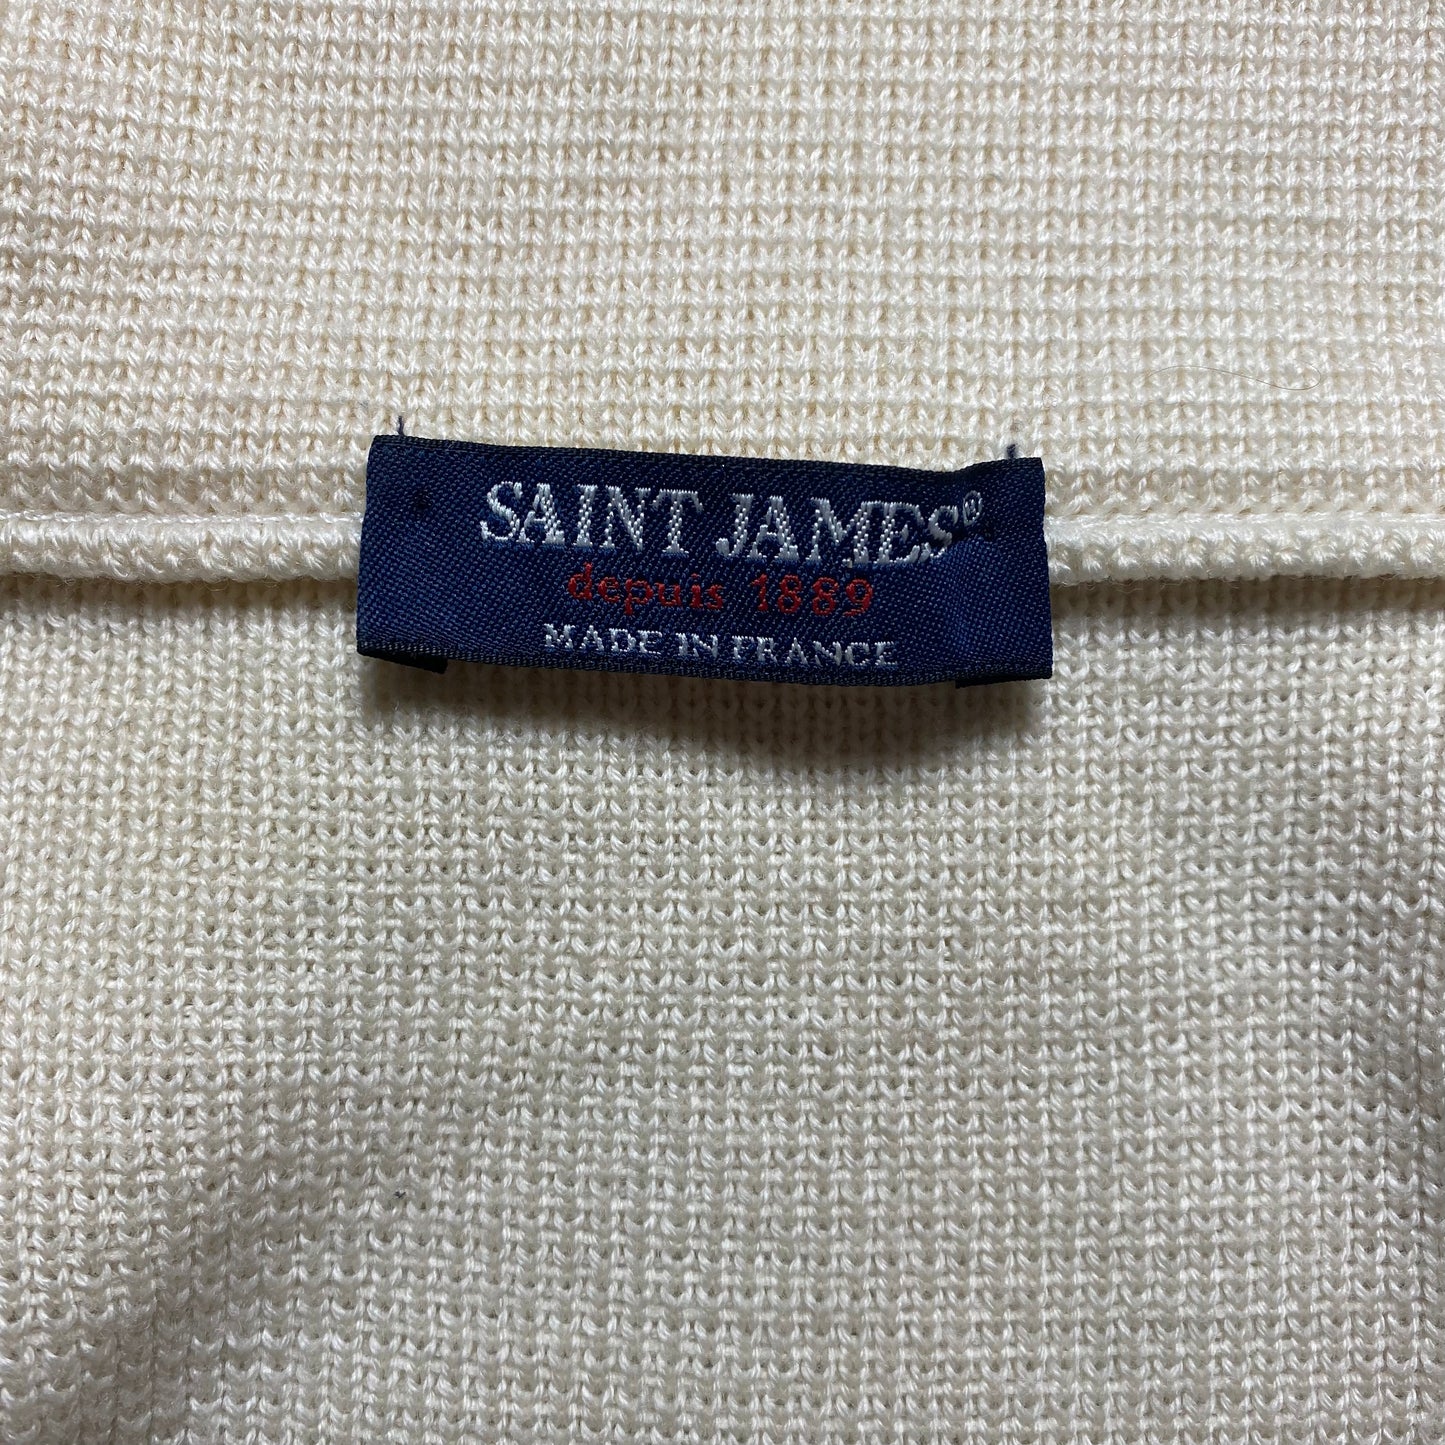 SAINT JAMES®
depuis 1889
MADE IN FRANCE